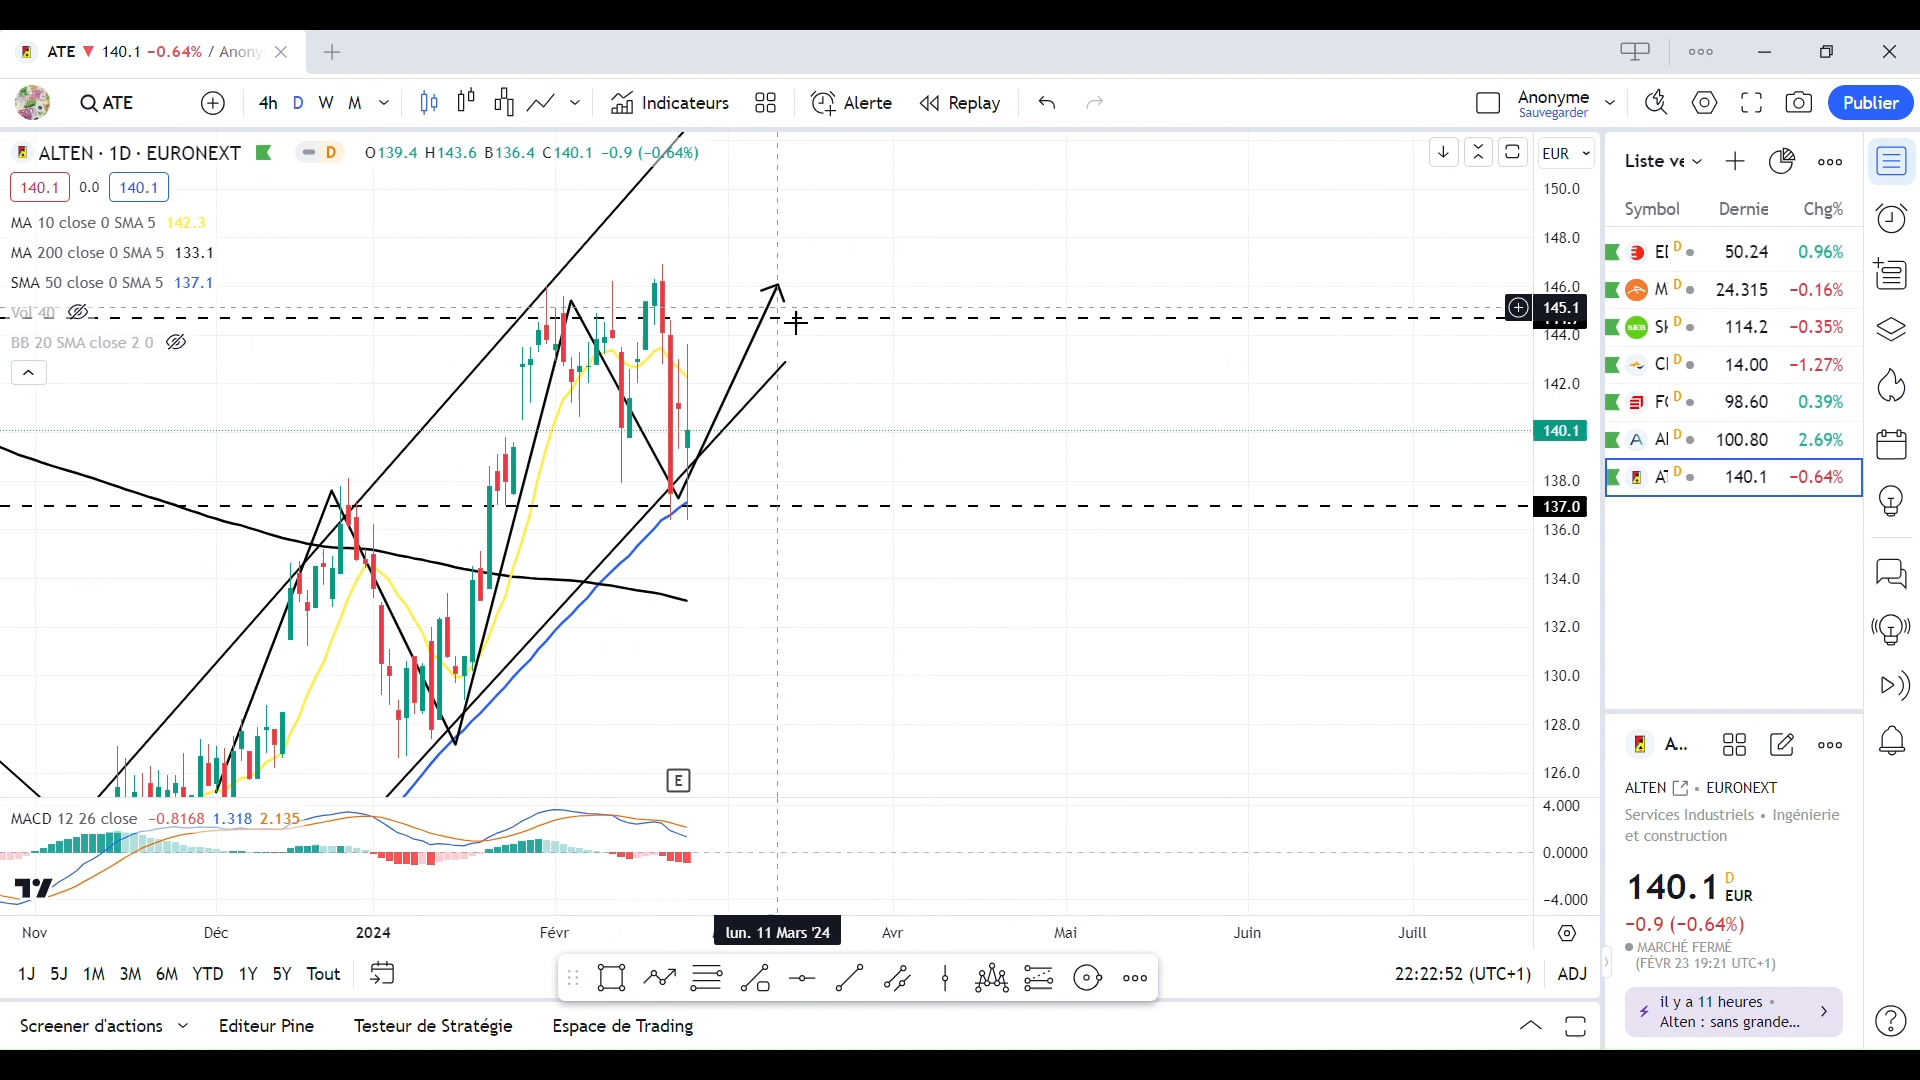 ATE ▼ 140.1 −0.64% / Anony
ATE
4h D W M
Indicateurs
Alerte
Replay
Anonyme
Sauvegarder
Publier
ALTEN · 1D · EURONEXT
D
O139.4 H143.6 B136.4 C140.1 −0.9 (−0.64%)
140.1 0.0 140.1
MA 10 close 0 SMA 5 142.3
MA 200 close 0 SMA 5 133.1
SMA 50 close 0 SMA 5 137.1
Vol 40
BB 20 SMA close 2 0
EUR
150.0
148.0
146.0
145.1
144.0
142.0
140.1
138.0
137.0
136.0
134.0
132.0
130.0
128.0
126.0
E
MACD 12 26 close −0.8168 1.318 2.135
4.000
0.0000
−4.000
Nov Déc 2024 Févr lun. 11 Mars '24 Avr Mai Juin Juill
1J 5J 1M 3M 6M YTD 1Y 5Y Tout
22:22:52 (UTC+1) ADJ
Screener d'actions
Editeur Pine
Testeur de Stratégie
Espace de Trading
Liste ve
Symbol Dernie Chg%
D 50.24 0.96%
M D 24.315 −0.16%
SEB D 114.2 −0.35%
D 14.00 −1.27%
D 98.60 0.39%
D 100.80 2.69%
D 140.1 −0.64%
A...
ALTEN • EURONEXT
Services Industriels • Ingénierie
et construction
140.1 D EUR
−0.9 (−0.64%)
MARCHÉ FERMÉ
(FÉVR 23 19:21 UTC+1)
il y a 11 heures •
Alten : sans grande...